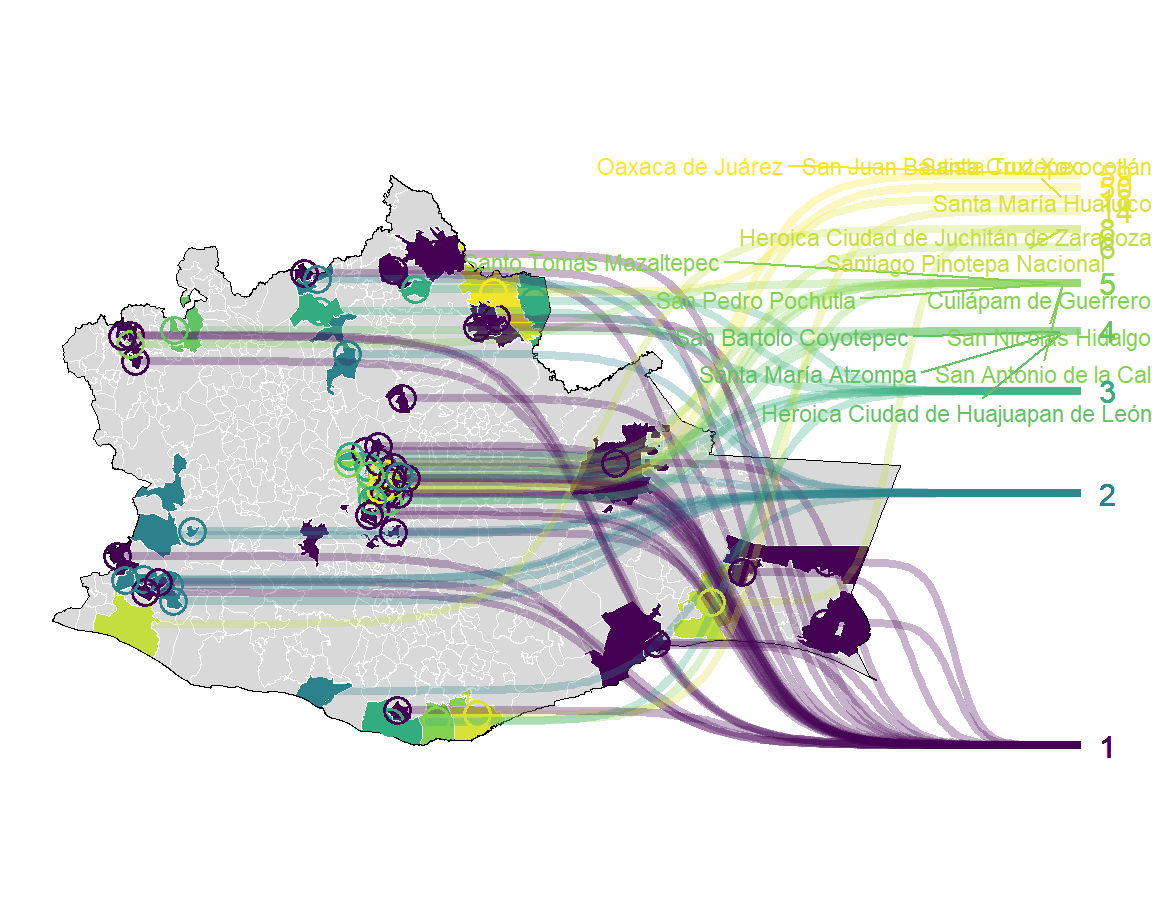 Oaxaca de Juárez
San Juan Bautista Tuxtepec
Santa Cruz Xoxocotlán
Santa María Huatulco
14
Heroica Ciudad de Juchitán de Zaragoza
8
Santo Tomás Mazaltepec
Santiago Pinotepa Nacional
6
5
San Pedro Pochutla
Cuilápam de Guerrero
San Bartolo Coyotepec
San Nicolás Hidalgo
4
Santa María Atzompa
San Antonio de la Cal
3
Heroica Ciudad de Huajuapan de León
2
1